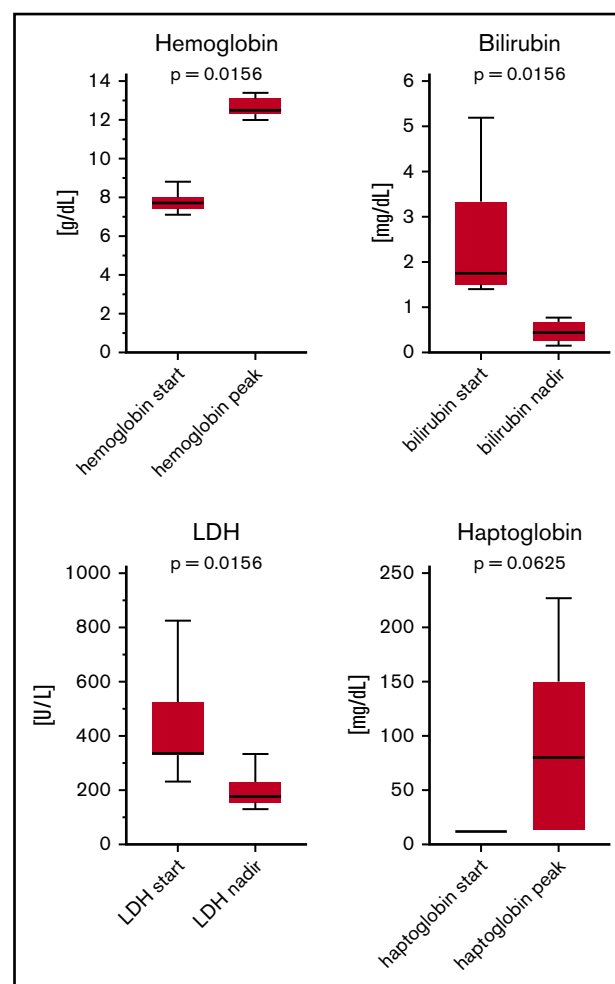 Hemoglobin
p = 0.0156
14
12
10
8
6
4
2
0
[g/dL]
hemoglobin start
hemoglobin peak
Bilirubin
p = 0.0156
6
5
4
3
2
1
0
[mg/dL]
bilirubin start
bilirubin nadir
LDH
p = 0.0156
1000
800
600
400
200
0
[U/L]
LDH start
LDH nadir
Haptoglobin
p = 0.0625
250
200
150
100
50
0
[mg/dL]
haptoglobin start
haptoglobin peak